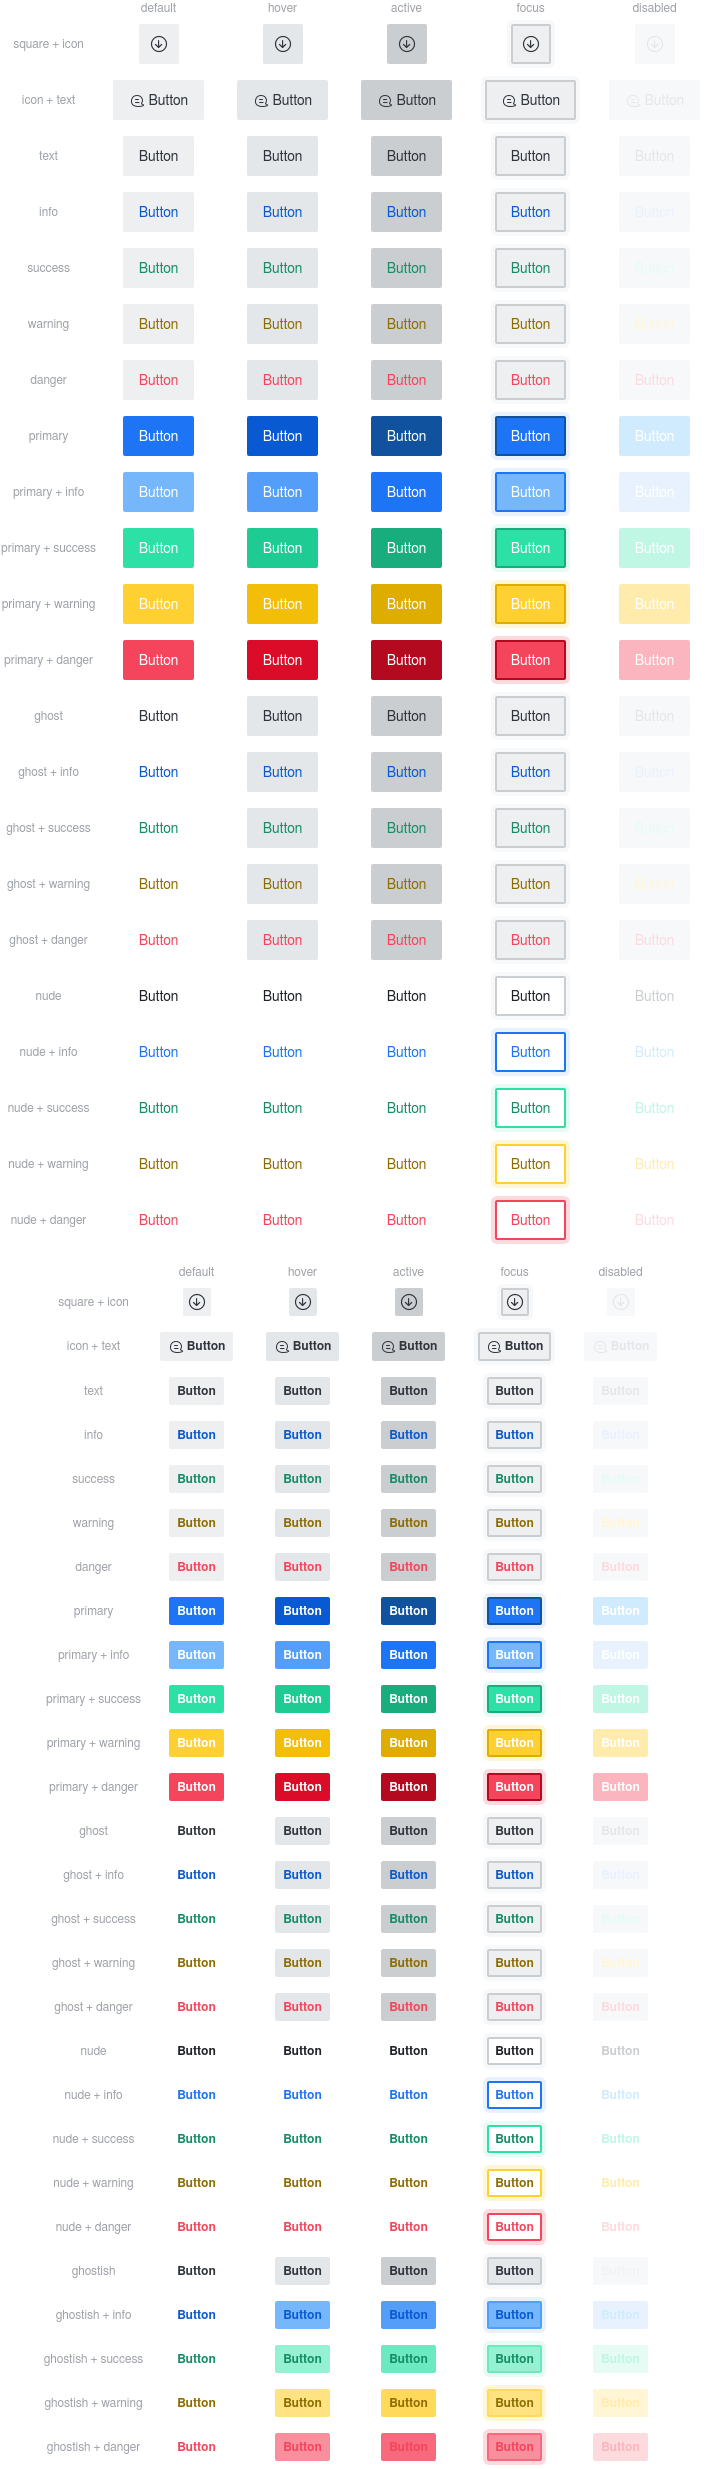 default hover active focus disabled
square + icon
icon + text Button Button Button Button Button
text Button Button Button Button Button
info Button Button Button Button Button
success Button Button Button Button Button
warning Button Button Button Button Button
danger Button Button Button Button Button
primary Button Button Button Button Button
primary + info Button Button Button Button Button
primary + success Button Button Button Button Button
primary + warning Button Button Button Button Button
primary + danger Button Button Button Button Button
ghost Button Button Button Button Button
ghost + info Button Button Button Button Button
ghost + success Button Button Button Button Button
ghost + warning Button Button Button Button Button
ghost + danger Button Button Button Button Button
nude Button Button Button Button Button
nude + info Button Button Button Button Button
nude + success Button Button Button Button Button
nude + warning Button Button Button Button Button
nude + danger Button Button Button Button Button
default hover active focus disabled
square + icon
icon + text Button Button Button Button Button
text Button Button Button Button Button
info Button Button Button Button Button
success Button Button Button Button Button
warning Button Button Button Button Button
danger Button Button Button Button Button
primary Button Button Button Button Button
primary + info Button Button Button Button Button
primary + success Button Button Button Button Button
primary + warning Button Button Button Button Button
primary + danger Button Button Button Button Button
ghost Button Button Button Button Button
ghost + info Button Button Button Button Button
ghost + success Button Button Button Button Button
ghost + warning Button Button Button Button Button
ghost + danger Button Button Button Button Button
nude Button Button Button Button Button
nude + info Button Button Button Button Button
nude + success Button Button Button Button Button
nude + warning Button Button Button Button Button
nude + danger Button Button Button Button Button
ghostish Button Button Button Button Button
ghostish + info Button Button Button Button Button
ghostish + success Button Button Button Button Button
ghostish + warning Button Button Button Button Button
ghostish + danger Button Button Button Button Button